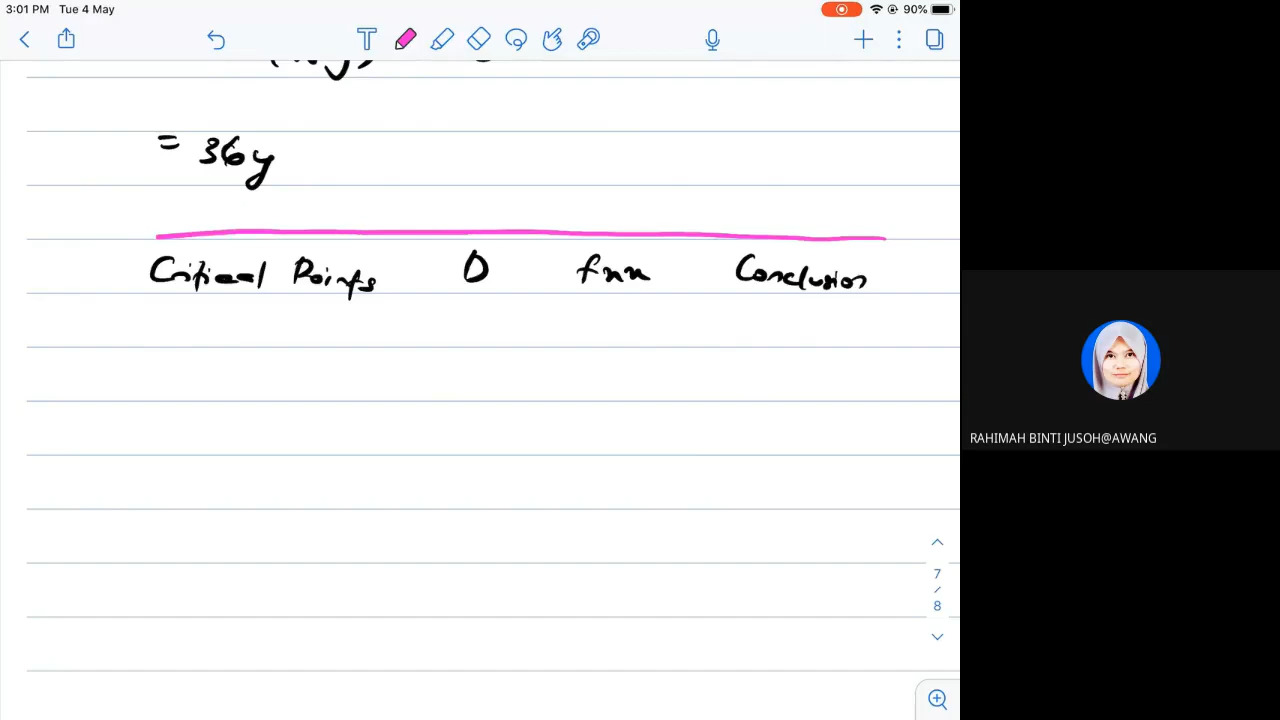 3:01 PM Tue 4 May 90%
= 36y
Critical Points D fxx Conclusion
7
/
8
RAHIMAH BINTI JUSOH@AWANG